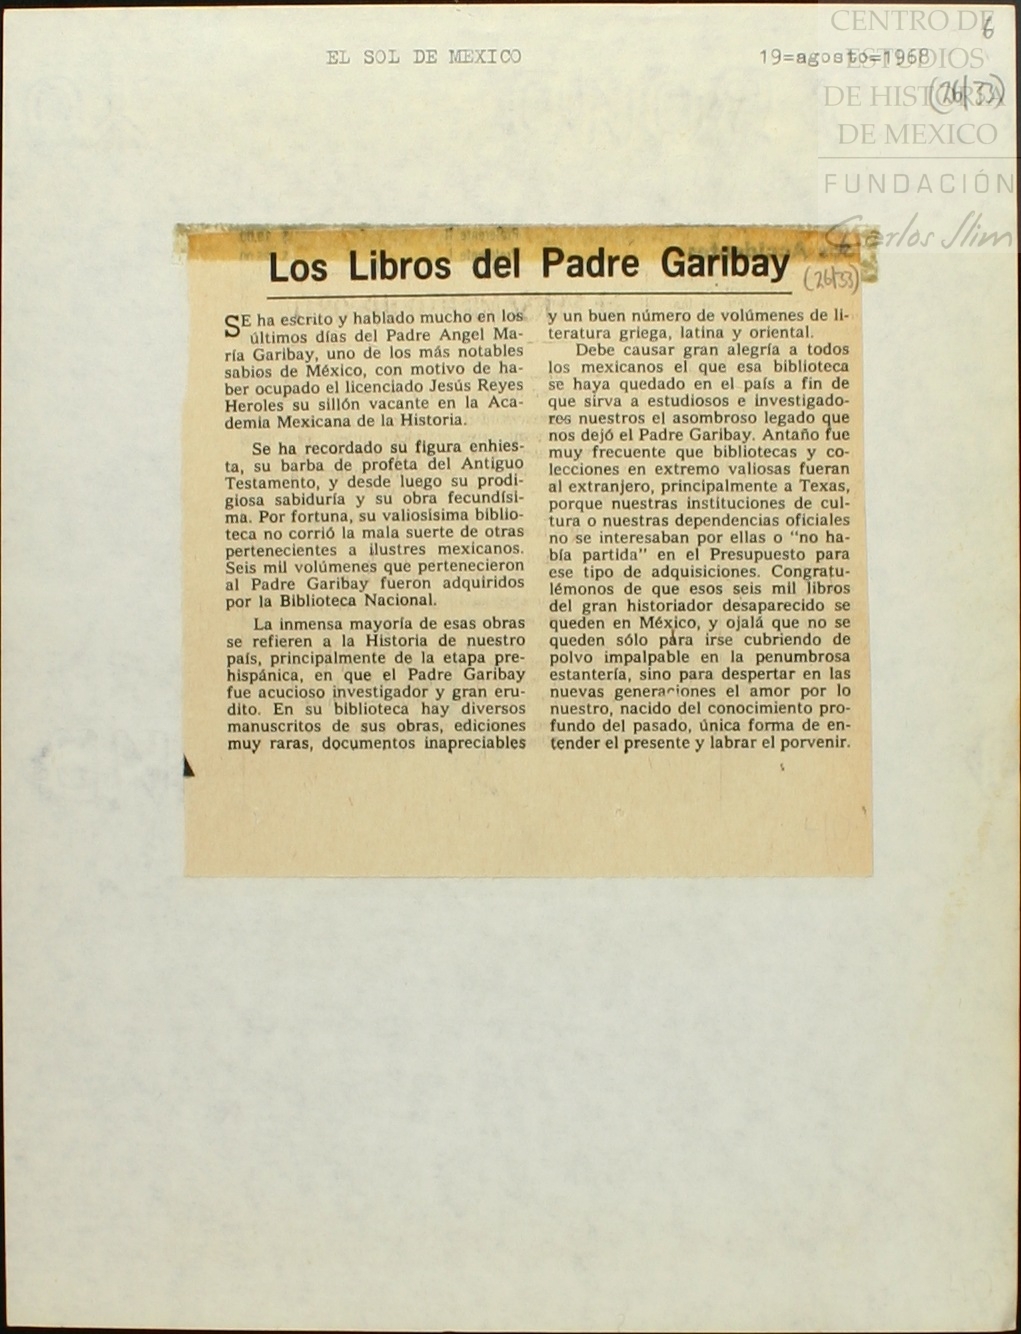 EL SOL DE MEXICO
19=agosto=1968
6
(26/33)
CENTRO DE
ESTUDIOS
DE HISTORIA
DE MEXICO
FUNDACIÓN
Carlos Slim
Los Libros del Padre Garibay
(26/33)
SE ha escrito y hablado mucho en los
últimos días del Padre Angel Ma-
ría Garibay, uno de los más notables
sabios de México, con motivo de ha-
ber ocupado el licenciado Jesús Reyes
Heroles su sillón vacante en la Aca-
demia Mexicana de la Historia.
Se ha recordado su figura enhies-
ta, su barba de profeta del Antiguo
Testamento, y desde luego su prodi-
giosa sabiduría y su obra fecundísi-
ma. Por fortuna, su valiosísima biblio-
teca no corrió la mala suerte de otras
pertenecientes a ilustres mexicanos.
Seis mil volúmenes que pertenecieron
al Padre Garibay fueron adquiridos
por la Biblioteca Nacional.
La inmensa mayoría de esas obras
se refieren a la Historia de nuestro
país, principalmente de la etapa pre-
hispánica, en que el Padre Garibay
fue acucioso investigador y gran eru-
dito. En su biblioteca hay diversos
manuscritos de sus obras, ediciones
muy raras, documentos inapreciables
y un buen número de volúmenes de li-
teratura griega, latina y oriental.
Debe causar gran alegría a todos
los mexicanos el que esa biblioteca
se haya quedado en el país a fin de
que sirva a estudiosos e investigado-
res nuestros el asombroso legado que
nos dejó el Padre Garibay. Antaño fue
muy frecuente que bibliotecas y co-
lecciones en extremo valiosas fueran
al extranjero, principalmente a Texas,
porque nuestras instituciones de cul-
tura o nuestras dependencias oficiales
no se interesaban por ellas o "no ha-
bía partida" en el Presupuesto para
ese tipo de adquisiciones. Congratu-
lémonos de que esos seis mil libros
del gran historiador desaparecido se
queden en México, y ojalá que no se
queden sólo para irse cubriendo de
polvo impalpable en la penumbrosa
estantería, sino para despertar en las
nuevas generaciones el amor por lo
nuestro, nacido del conocimiento pro-
fundo del pasado, única forma de en-
tender el presente y labrar el porvenir.